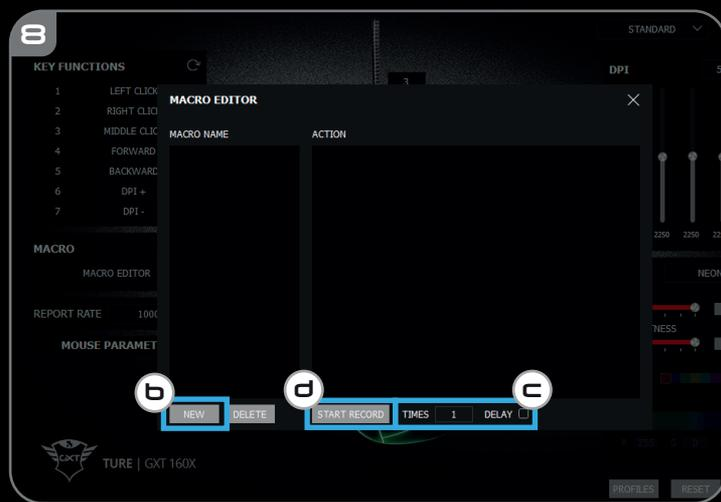 8
STANDARD
KEY FUNCTIONS
DPI
3
1 LEFT CLICK
2 RIGHT CLIC
3 MIDDLE CLIC
4 FORWARD
5 BACKWARD
6 DPI +
7 DPI -
MACRO EDITOR
MACRO NAME ACTION
2250 2250
MACRO
MACRO EDITOR
NEON
REPORT RATE 1000
NESS
MOUSE PARAMET
b d c
NEW DELETE START RECORD TIMES 1 DELAY
GXT
TURE | GXT 160X
PROFILES RESET